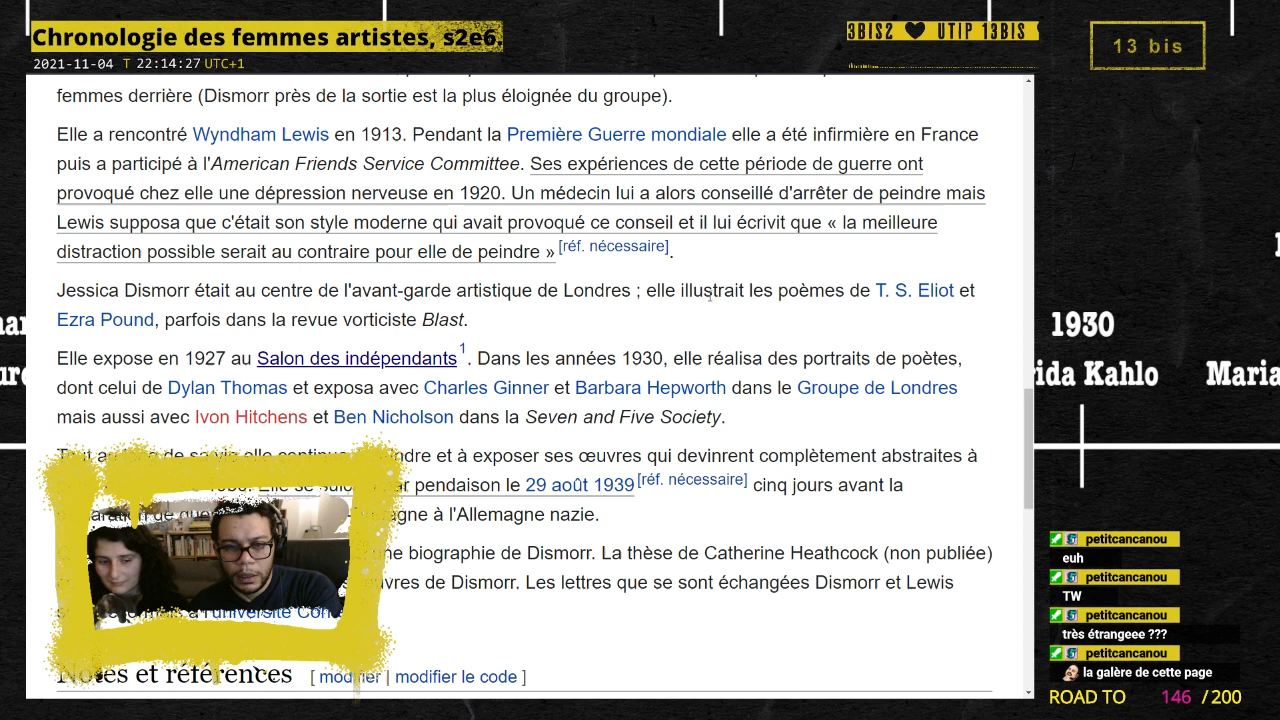 Chronologie des femmes artistes, s2e6.
2021-11-04 T 22:14:27 UTC+1
3BISZ ♥ UTIP 13BIS
13 bis
femmes derrière (Dismorr près de la sortie est la plus éloignée du groupe).
Elle a rencontré Wyndham Lewis en 1913. Pendant la Première Guerre mondiale elle a été infirmière en France
puis a participé à l'American Friends Service Committee. Ses expériences de cette période de guerre ont
provoqué chez elle une dépression nerveuse en 1920. Un médecin lui a alors conseillé d'arrêter de peindre mais
Lewis supposa que c'était son style moderne qui avait provoqué ce conseil et il lui écrivit que « la meilleure
distraction possible serait au contraire pour elle de peindre » [réf. nécessaire].
Jessica Dismorr était au centre de l'avant-garde artistique de Londres ; elle illustrait les poèmes de T. S. Eliot et
Ezra Pound, parfois dans la revue vorticiste Blast.
Elle expose en 1927 au Salon des indépendants 1. Dans les années 1930, elle réalisa des portraits de poètes,
dont celui de Dylan Thomas et exposa avec Charles Ginner et Barbara Hepworth dans le Groupe de Londres
mais aussi avec Ivon Hitchens et Ben Nicholson dans la Seven and Five Society.
de sa vie elle et à exposer ses œuvres qui devinrent complètement abstraites à
Elle se pendaison le 29 août 1939 [réf. nécessaire] cinq jours avant la
à l'Allemagne nazie.
une biographie de Dismorr. La thèse de Catherine Heathcock (non publiée)
de Dismorr. Les lettres que se sont échangées Dismorr et Lewis
à l'université
Notes et références [ modifier | modifier le code ]
1930
ida Kahlo
Maria
petitcancanou
euh
petitcancanou
TW
petitcancanou
très étrangeee ???
petitcancanou
la galère de cette page
ROAD TO 146 / 200